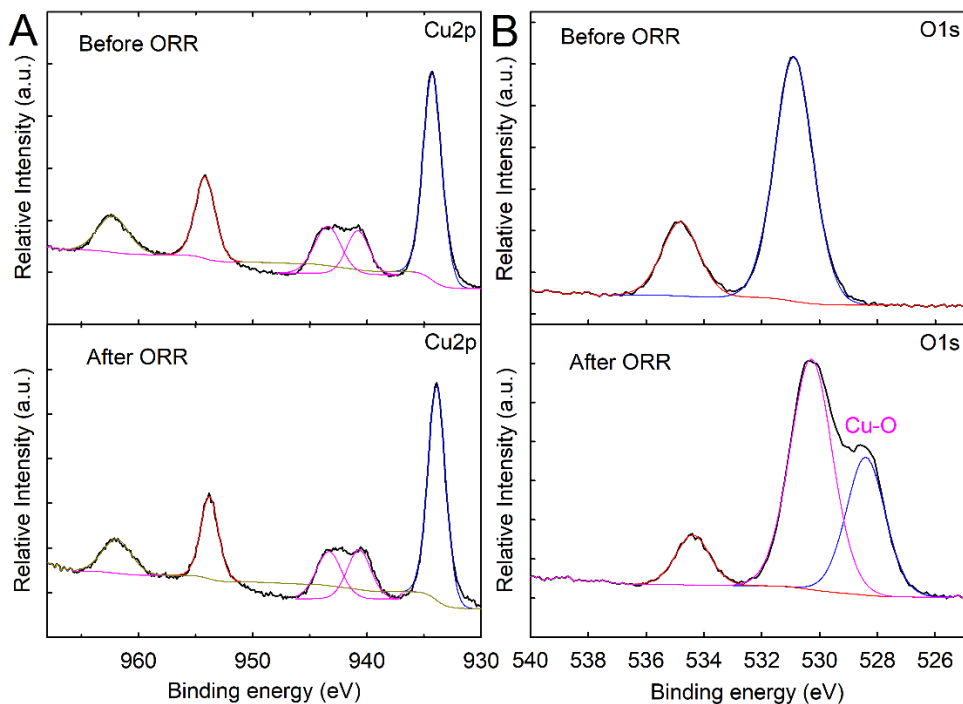 A
Before ORR
Cu2p
Relative Intensity (a.u.)
After ORR
Cu2p
Relative Intensity (a.u.)
960 950 940 930
Binding energy (eV)
B
Before ORR
O1s
Relative Intensity (a.u.)
After ORR
O1s
Cu-O
Relative Intensity (a.u.)
540 538 536 534 532 530 528 526
Binding energy (eV)